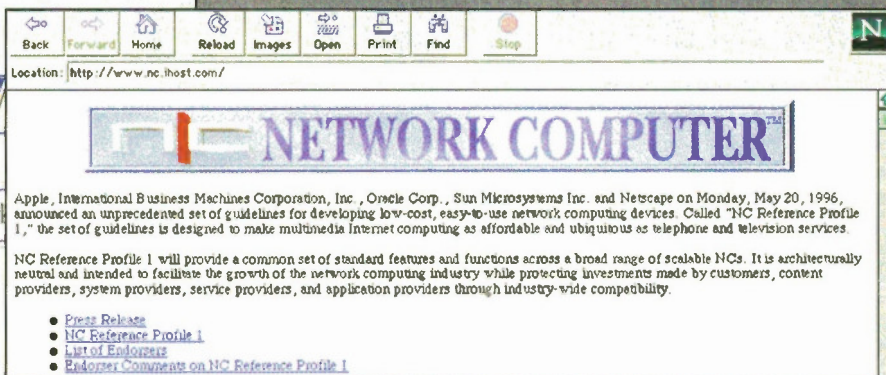 Back Forward Home Reload Images Open Print Find Stop
N
Location: http://www.nc.ihost.com/
NETWORK COMPUTER™
Apple, International Business Machines Corporation, Inc., Oracle Corp., Sun Microsystems Inc. and Netscape on Monday, May 20, 1996,
announced an unprecedented set of guidelines for developing low-cost, easy-to-use network computing devices. Called "NC Reference Profile
1," the set of guidelines is designed to make multimedia Internet computing as affordable and ubiquitous as telephone and television services.
NC Reference Profile 1 will provide a common set of standard features and functions across a broad range of scalable NCs. It is architecturally
neutral and intended to facilitate the growth of the network computing industry while protecting investments made by customers, content
providers, system providers, service providers, and application providers through industry-wide compatibility.
● Press Release
● NC Reference Profile 1
● List of Endorsers
● Endorser Comments on NC Reference Profile 1